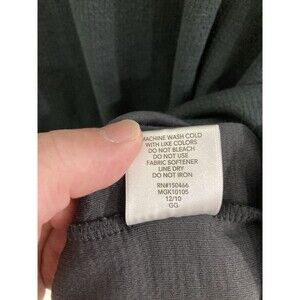 MACHINE WASH COLD
WITH LIKE COLORS
DO NOT BLEACH
DO NOT USE
FABRIC SOFTENER
LINE DRY
DO NOT IRON
RN#150466
MGK10105
12/10
GG